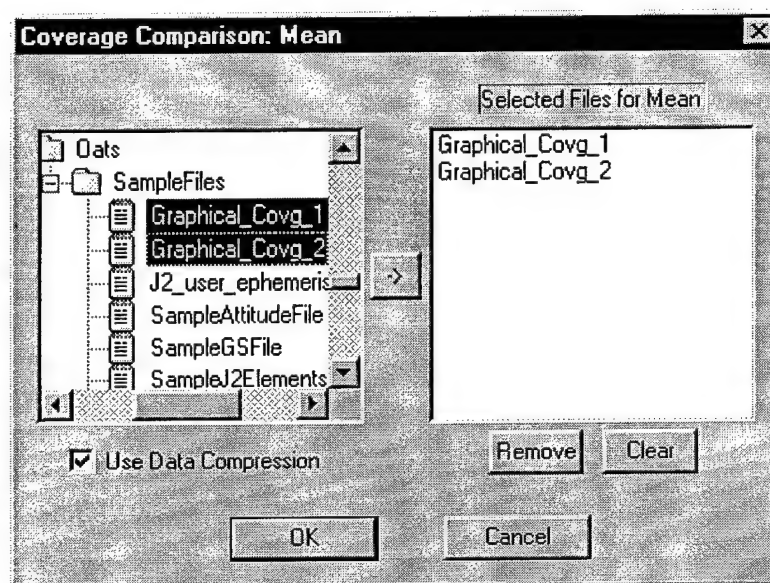 Coverage Comparison: Mean
Selected Files for Mean
Oats
SampleFiles
Graphical_Covg_1
Graphical_Covg_2
J2_user_ephemeris
SampleAttitudeFile
SampleGSFile
SampleJ2Elements
->
Graphical_Covg_1
Graphical_Covg_2
Use Data Compression
Remove
Clear
OK
Cancel